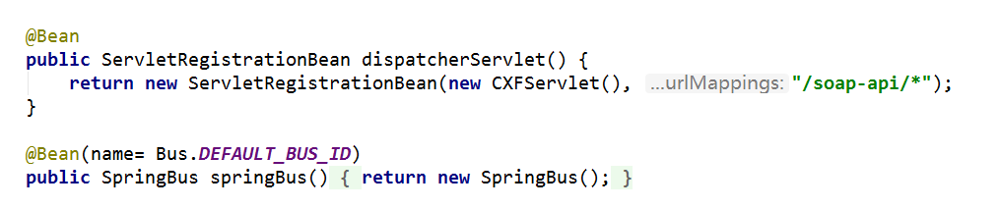 @Bean
public ServletRegistrationBean dispatcherServlet() {
    return new ServletRegistrationBean(new CXFServlet(), ...urlMappings: "/soap-api/*");
}
@Bean(name= Bus.DEFAULT_BUS_ID)
public SpringBus springBus() { return new SpringBus(); }